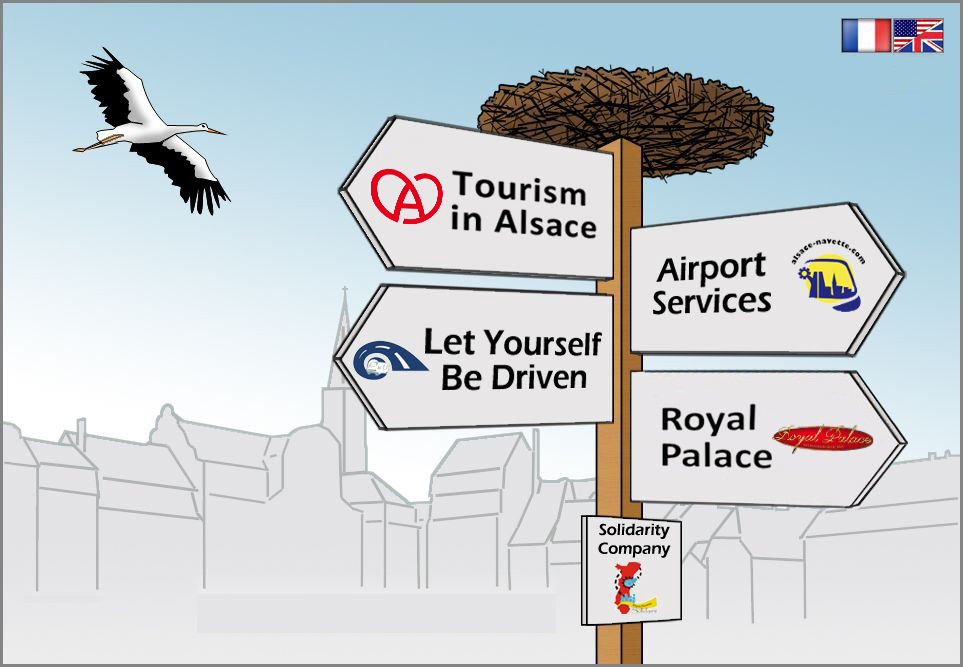 Tourism
in Alsace
Airport
Services
alsace-navette.com
Let Yourself
Be Driven
Royal
Palace
Royal Palace
Solidarity
Company